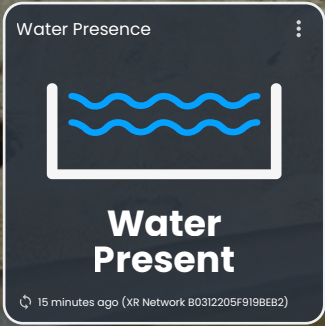 Water Presence
Water
Present
15 minutes ago (XR Network B0312205F919BEB2)